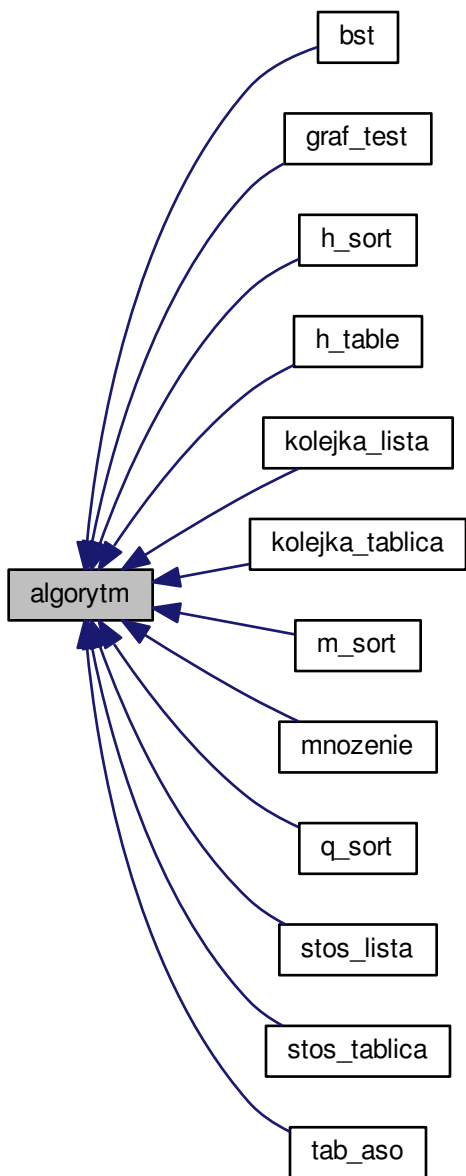 bst
graf_test
h_sort
h_table
kolejka_lista
kolejka_tablica
algorytm
m_sort
mnozenie
q_sort
stos_lista
stos_tablica
tab_aso